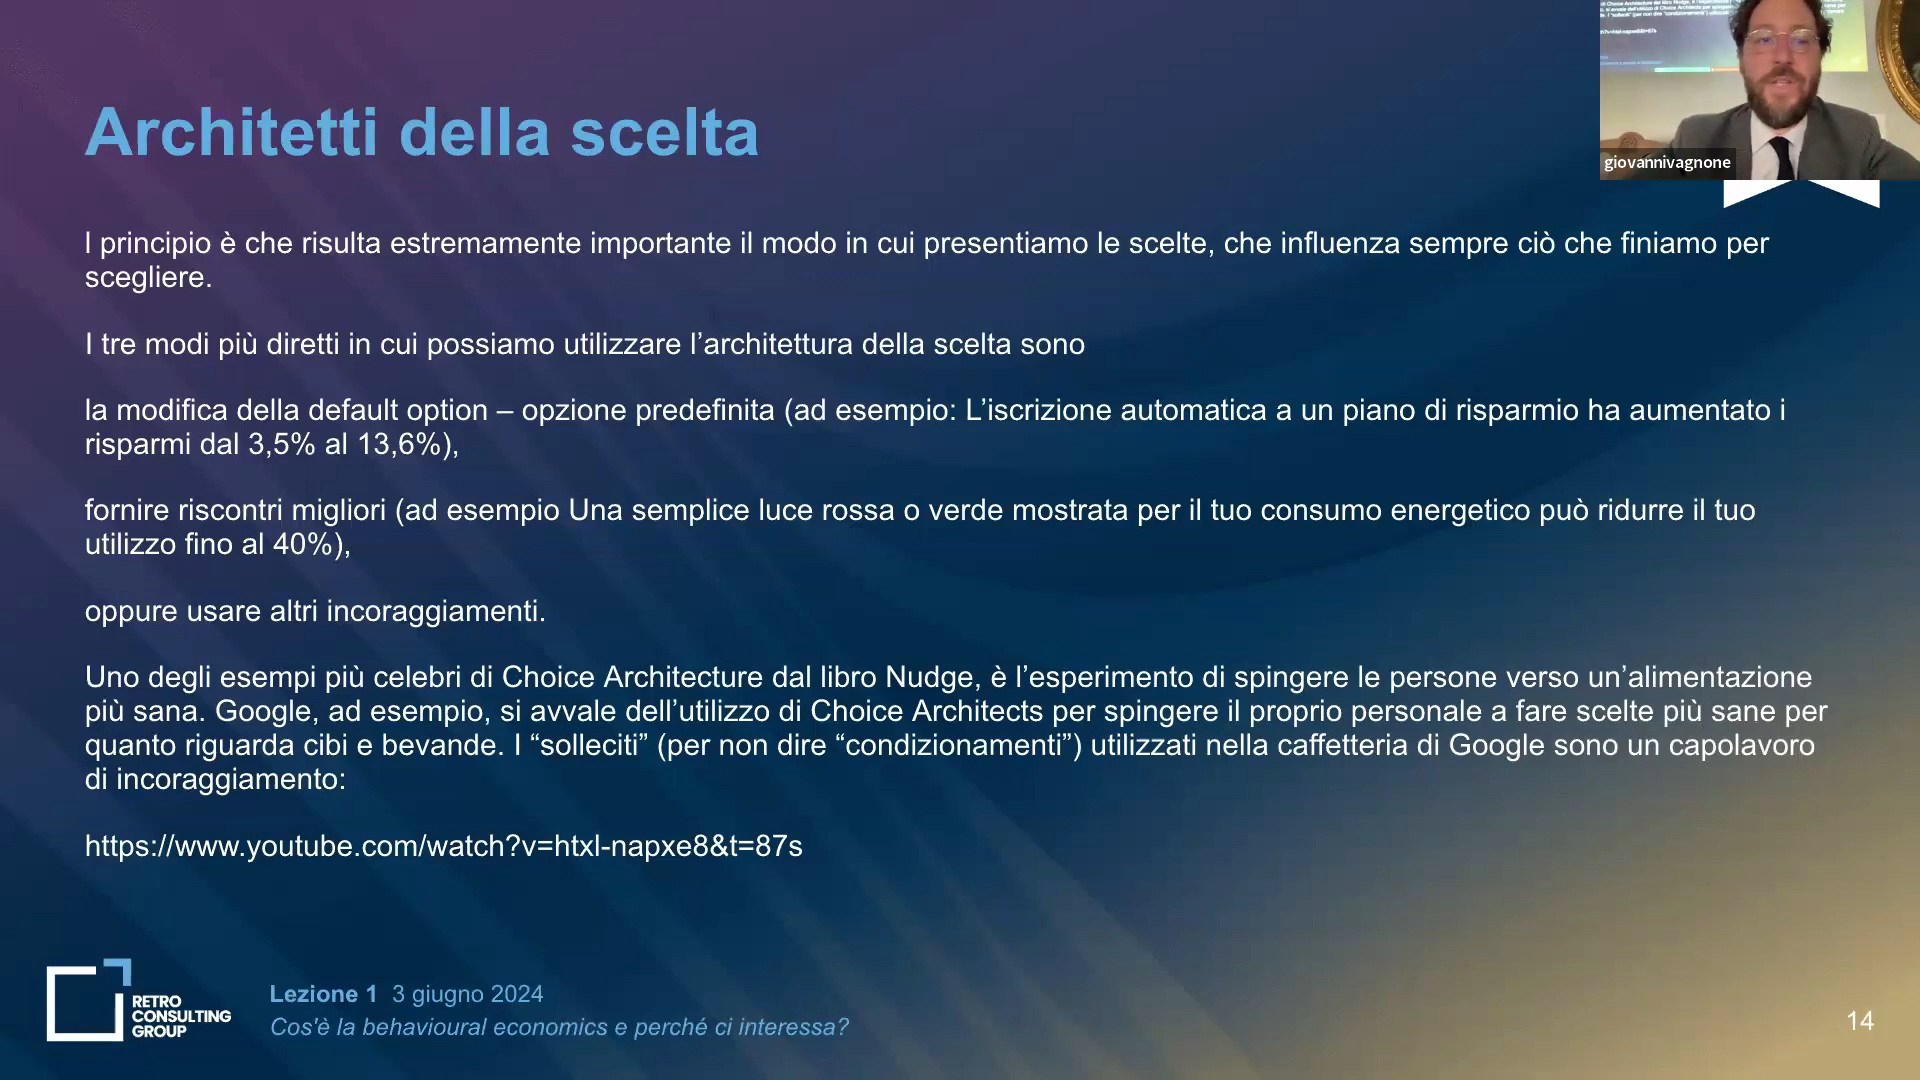 Architetti della scelta
giovannivagnone
l principio è che risulta estremamente importante il modo in cui presentiamo le scelte, che influenza sempre ciò che finiamo per
scegliere.
I tre modi più diretti in cui possiamo utilizzare l’architettura della scelta sono
la modifica della default option – opzione predefinita (ad esempio: L’iscrizione automatica a un piano di risparmio ha aumentato i
risparmi dal 3,5% al 13,6%),
fornire riscontri migliori (ad esempio Una semplice luce rossa o verde mostrata per il tuo consumo energetico può ridurre il tuo
utilizzo fino al 40%),
oppure usare altri incoraggiamenti.
Uno degli esempi più celebri di Choice Architecture dal libro Nudge, è l’esperimento di spingere le persone verso un’alimentazione
più sana. Google, ad esempio, si avvale dell’utilizzo di Choice Architects per spingere il proprio personale a fare scelte più sane per
quanto riguarda cibi e bevande. I “solleciti” (per non dire “condizionamenti”) utilizzati nella caffetteria di Google sono un capolavoro
di incoraggiamento:
https://www.youtube.com/watch?v=htxl-napxe8&t=87s
RETRO
CONSULTING
GROUP
Lezione 1 3 giugno 2024
Cos'è la behavioural economics e perché ci interessa?
14